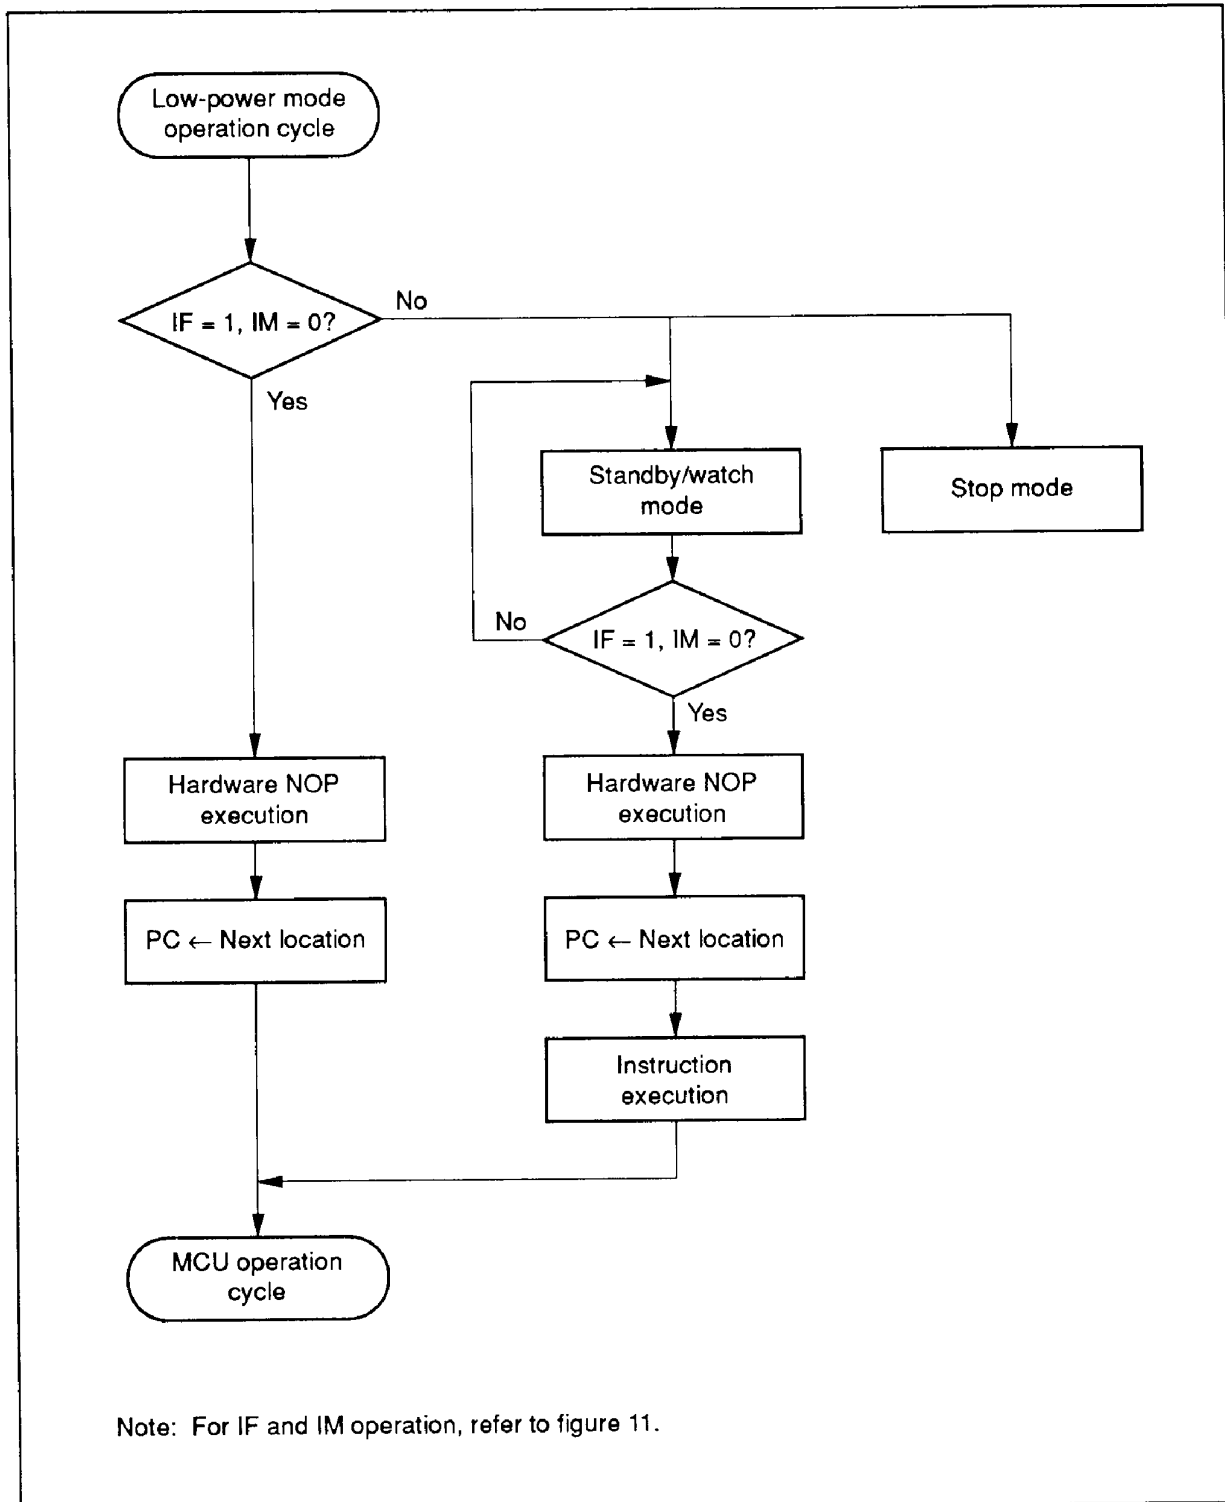 Low-power mode
operation cycle
IF = 1, IM = 0?
No
Yes
Standby/watch
mode
Stop mode
IF = 1, IM = 0?
No
Yes
Hardware NOP
execution
Hardware NOP
execution
PC ← Next location
PC ← Next location
Instruction
execution
MCU operation
cycle
Note: For IF and IM operation, refer to figure 11.